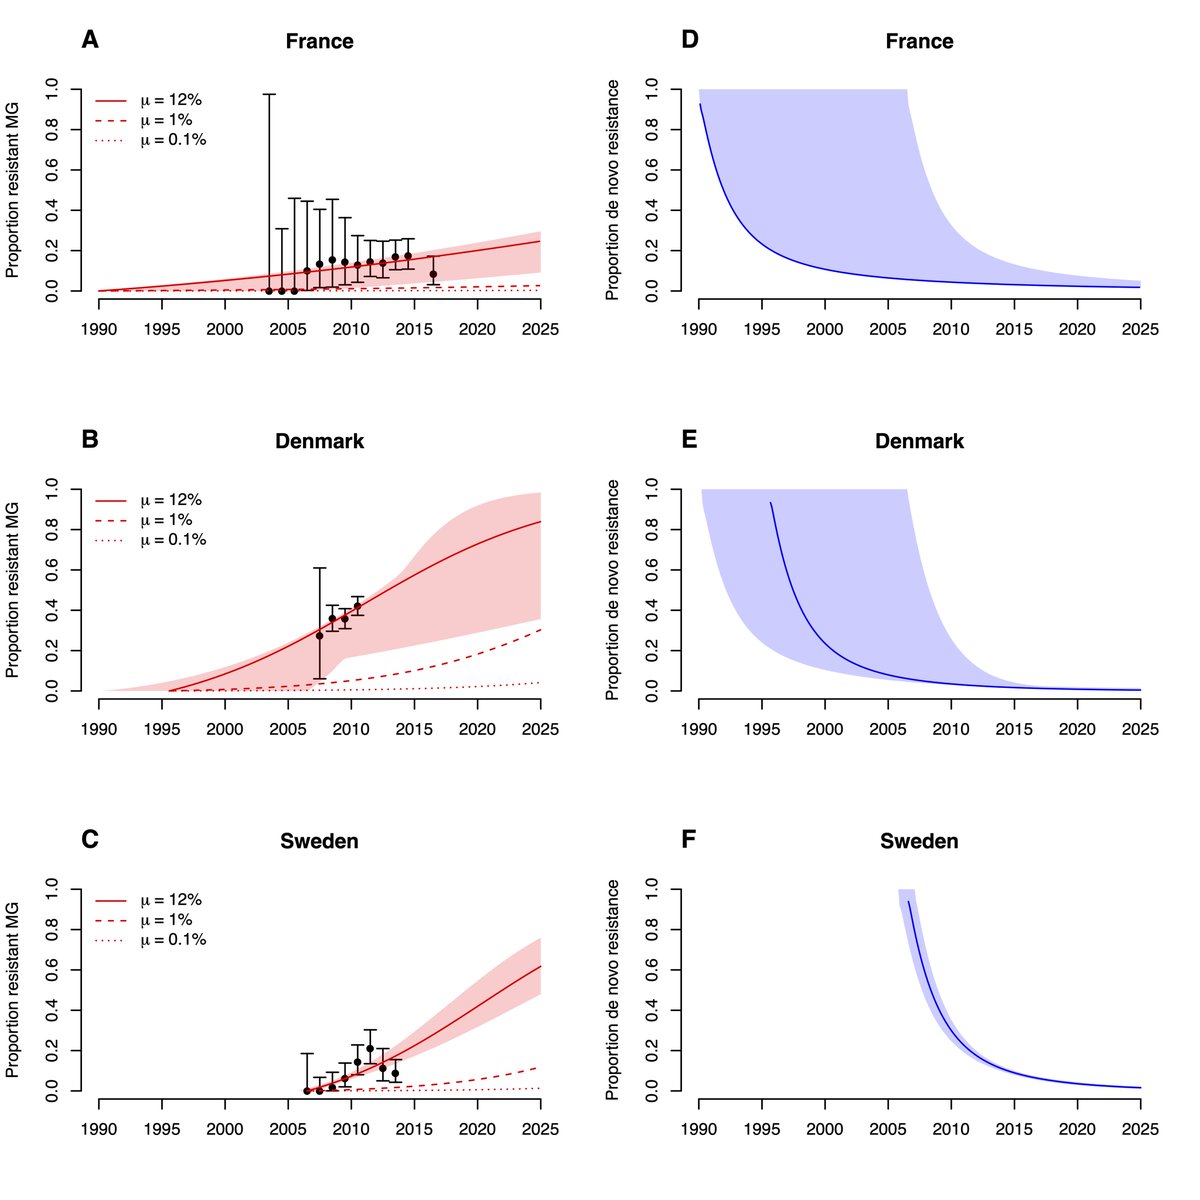 A France
Proportion resistant MG
1.0
0.8
0.6
0.4
0.2
0.0
μ = 12%
μ = 1%
μ = 0.1%
1990 1995 2000 2005 2010 2015 2020 2025
D France
Proportion de novo resistance
1.0
0.8
0.6
0.4
0.2
0.0
1990 1995 2000 2005 2010 2015 2020 2025
B Denmark
Proportion resistant MG
1.0
0.8
0.6
0.4
0.2
0.0
μ = 12%
μ = 1%
μ = 0.1%
1990 1995 2000 2005 2010 2015 2020 2025
E Denmark
Proportion de novo resistance
1.0
0.8
0.6
0.4
0.2
0.0
1990 1995 2000 2005 2010 2015 2020 2025
C Sweden
Proportion resistant MG
1.0
0.8
0.6
0.4
0.2
0.0
μ = 12%
μ = 1%
μ = 0.1%
1990 1995 2000 2005 2010 2015 2020 2025
F Sweden
Proportion de novo resistance
1.0
0.8
0.6
0.4
0.2
0.0
1990 1995 2000 2005 2010 2015 2020 2025